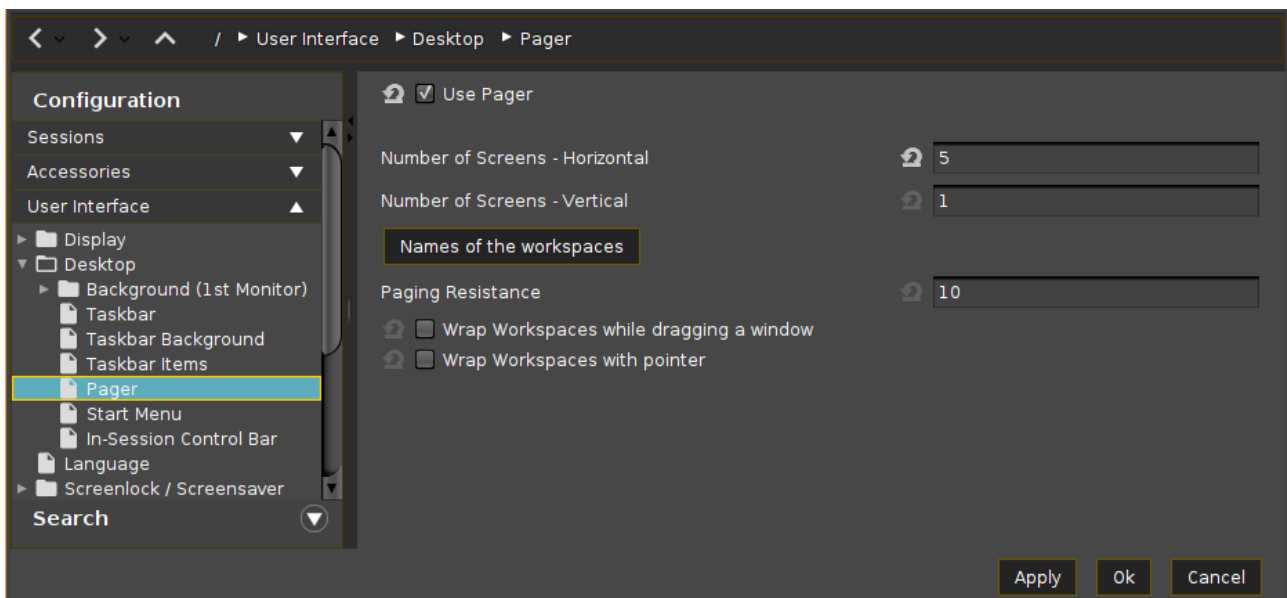 / ▶ User Interface ▶ Desktop ▶ Pager
Configuration
Sessions
Accessories
User Interface
Display
Desktop
Background (1st Monitor)
Taskbar
Taskbar Background
Taskbar Items
Pager
Start Menu
In-Session Control Bar
Language
Screenlock / Screensaver
Search
Use Pager
Number of Screens - Horizontal 5
Number of Screens - Vertical 1
Names of the workspaces
Paging Resistance 10
Wrap Workspaces while dragging a window
Wrap Workspaces with pointer
Apply Ok Cancel